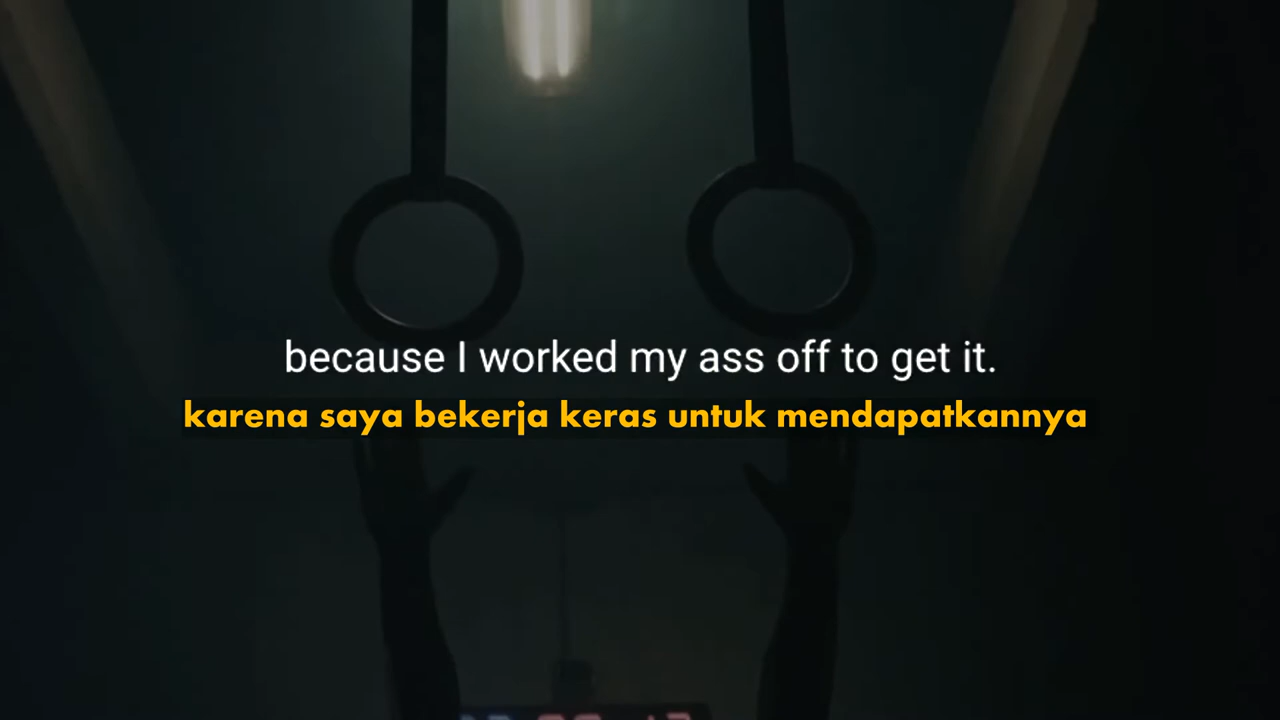 because I worked my ass off to get it.
karena saya bekerja keras untuk mendapatkannya